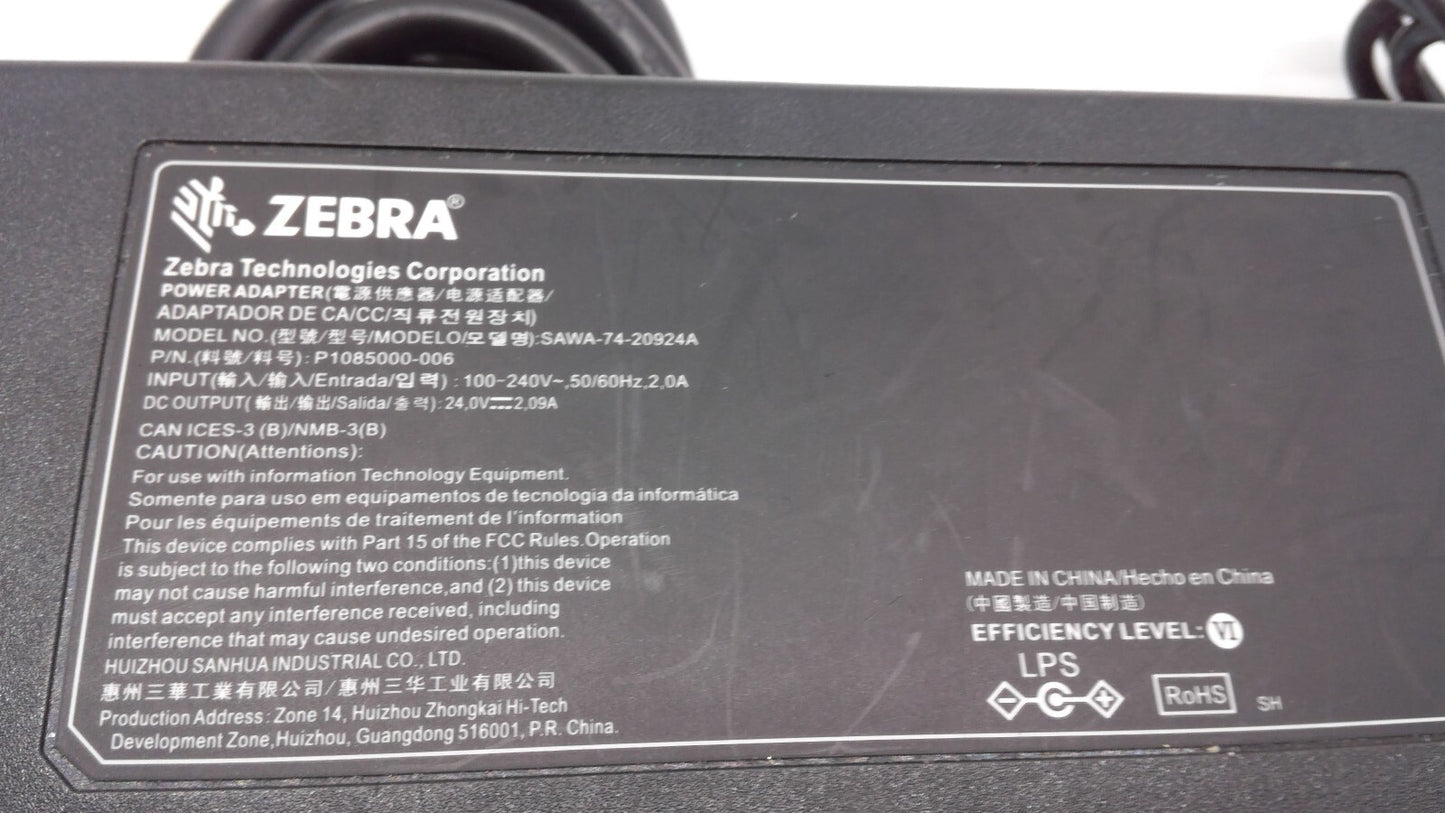 ZEBRA®
Zebra Technologies Corporation
POWER ADAPTER(電源供應器/电源适配器/
ADAPTADOR DE CA/CC/직류전원장치)
MODEL NO.(型號/型号/MODELO/모델명):SAWA-74-20924A
P/N.(料號/料号): P1085000-006
INPUT(輸入/输入/Entrada/입력) : 100-240V~,50/60Hz,2,0A
DC OUTPUT( 輸出/输出/Salida/출력): 24,0V⎓2,09A
CAN ICES-3 (B)/NMB-3(B)
CAUTION(Attentions):
For use with information Technology Equipment.
Somente para uso em equipamentos de tecnologia da informática
Pour les équipements de traitement de l'information
This device complies with Part 15 of the FCC Rules.Operation
is subject to the following two conditions:(1)this device
may not cause harmful interference,and (2) this device
must accept any interference received, including
interference that may cause undesired operation.
HUIZHOU SANHUA INDUSTRIAL CO., LTD.
惠州三華工業有限公司/惠州三华工业有限公司
Production Address: Zone 14, Huizhou Zhongkai Hi-Tech
Development Zone,Huizhou, Guangdong 516001, P.R. China.
MADE IN CHINA/Hecho en China
(中國製造/中国制造)
EFFICIENCY LEVEL: VI
LPS
RoHS SH